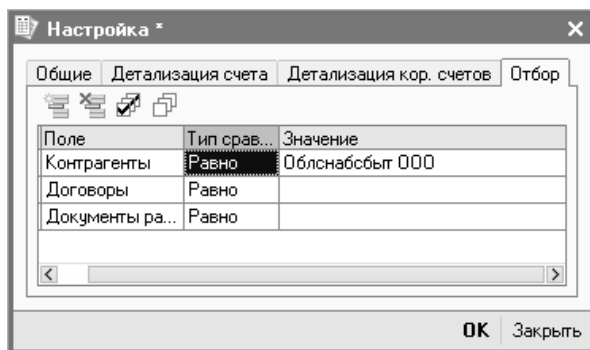 Настройка *
Общие Детализация счета Детализация кор. счетов Отбор
Поле Тип срав... Значение
Контрагенты Равно Облснабсбыт ООО
Договоры Равно
Документы ра... Равно
OK Закрыть